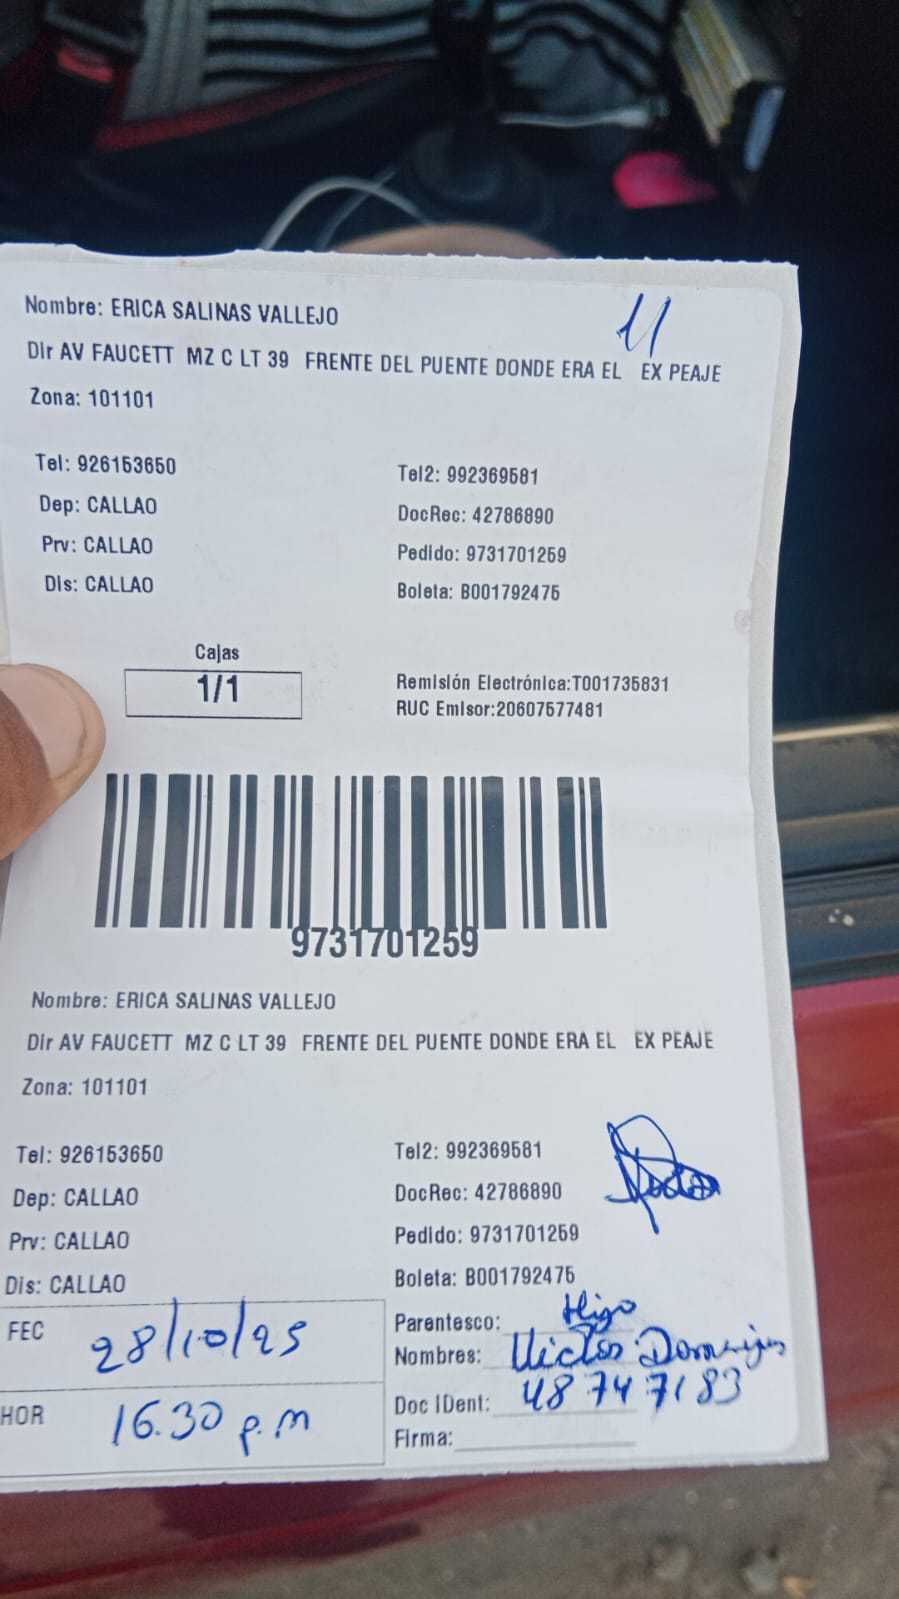 Nombre: ERICA SALINAS VALLEJO
11
Dir AV FAUCETT MZ C LT 39 FRENTE DEL PUENTE DONDE ERA EL EX PEAJE
Zona: 101101
Tel: 926153650
Tel2: 992369581
Dep: CALLAO
DocRec: 42786890
Prv: CALLAO
Pedido: 9731701259
Dis: CALLAO
Boleta: B001792475
Cajas
1/1
Remisión Electrónica:T001735831
RUC Emisor:20607577481
9731701259
Nombre: ERICA SALINAS VALLEJO
Dir AV FAUCETT MZ C LT 39 FRENTE DEL PUENTE DONDE ERA EL EX PEAJE
Zona: 101101
Tel: 926153650
Tel2: 992369581
Dep: CALLAO
DocRec: 42786890
Prv: CALLAO
Pedido: 9731701259
Dis: CALLAO
Boleta: B001792475
FEC 28/10/25
Parentesco: Higo
Nombres: Victos
HOR 16.30 p.m
Doc IDent: 48747183
Firma: